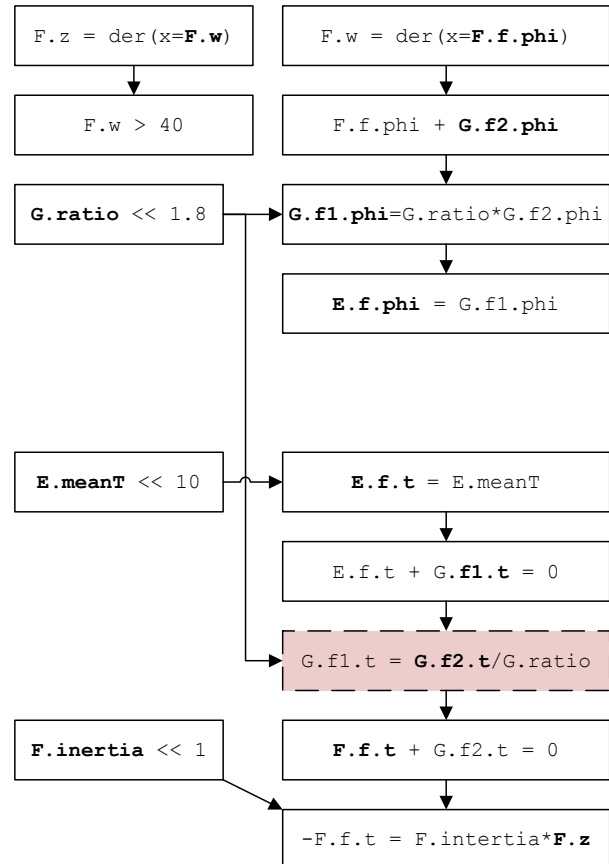 F.z = der(x=F.w)
F.w = der(x=F.f.phi)
F.w > 40
F.f.phi + G.f2.phi
G.ratio << 1.8
G.f1.phi=G.ratio*G.f2.phi
E.f.phi = G.f1.phi
E.meanT << 10
E.f.t = E.meanT
E.f.t + G.f1.t = 0
G.f1.t = G.f2.t/G.ratio
F.inertia << 1
F.f.t + G.f2.t = 0
-F.f.t = F.intertia*F.z